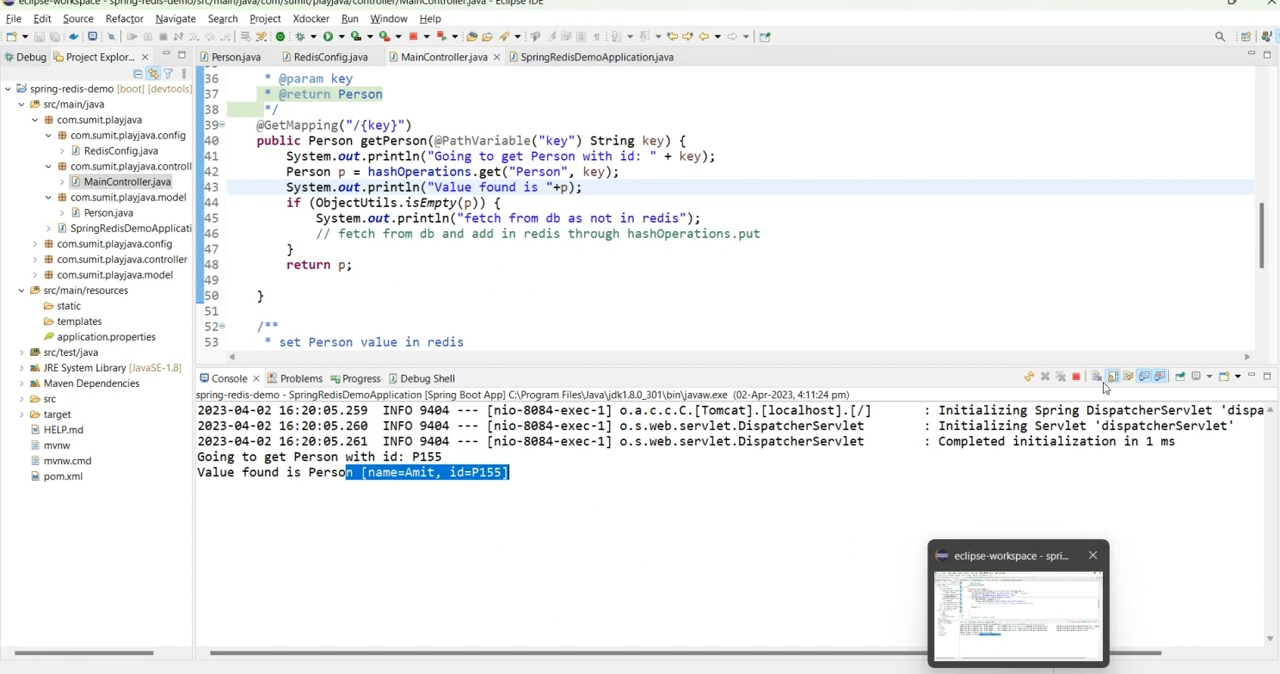 eclipse-workspace - spring-redis-demo/src/main/java/com/sumit/playjava/controller/MainController.java - Eclipse IDE
File Edit Source Refactor Navigate Search Project Xdocker Run Window Help
Debug Project Explor... Person.java RedisConfig.java MainController.java SpringRedisDemoApplication.java
spring-redis-demo [boot] [devtools]
src/main/java
com.sumit.playjava
com.sumit.playjava.config
RedisConfig.java
com.sumit.playjava.controll
MainController.java
com.sumit.playjava.model
Person.java
SpringRedisDemoApplicati
com.sumit.playjava.config
com.sumit.playjava.controller
com.sumit.playjava.model
src/main/resources
static
templates
application.properties
src/test/java
JRE System Library [JavaSE-1.8]
Maven Dependencies
src
target
HELP.md
mvnw
mvnw.cmd
pom.xml
36 * @param key
37 * @return Person
38 */
39 @GetMapping("/{key}")
40 public Person getPerson(@PathVariable("key") String key) {
41 System.out.println("Going to get Person with id: " + key);
42 Person p = hashOperations.get("Person", key);
43 System.out.println("Value found is "+p);
44 if (ObjectUtils.isEmpty(p)) {
45 System.out.println("fetch from db as not in redis");
46 // fetch from db and add in redis through hashOperations.put
47 }
48 return p;
49
50 }
51
52 /**
53 * set Person value in redis
Console Problems Progress Debug Shell
spring-redis-demo - SpringRedisDemoApplication [Spring Boot App] C:\Program Files\Java\jdk1.8.0_301\bin\javaw.exe (02-Apr-2023, 4:11:24 pm)
2023-04-02 16:20:05.259 INFO 9404 --- [nio-8084-exec-1] o.a.c.c.C.[Tomcat].[localhost].[/] : Initializing Spring DispatcherServlet 'dispa
2023-04-02 16:20:05.260 INFO 9404 --- [nio-8084-exec-1] o.s.web.servlet.DispatcherServlet : Initializing Servlet 'dispatcherServlet'
2023-04-02 16:20:05.261 INFO 9404 --- [nio-8084-exec-1] o.s.web.servlet.DispatcherServlet : Completed initialization in 1 ms
Going to get Person with id: P155
Value found is Person [name=Amit, id=P155]
eclipse-workspace - spri...